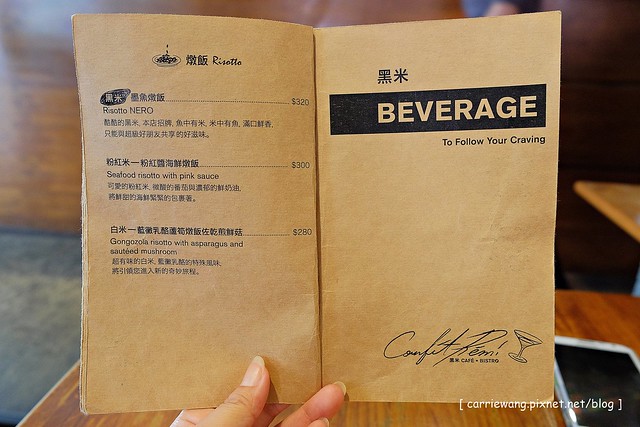 燉飯 Risotto
黑米 墨魚燉飯 $320
Risotto NERO
酷酷的黑米, 本店招牌, 魚中有米, 米中有魚, 滿口鮮香,
只能與超級好朋友共享的好滋味。
粉紅米—粉紅醬海鮮燉飯 $300
Seafood risotto with pink sauce
可愛的粉紅米, 微酸的番茄與濃郁的鮮奶油,
將鮮甜的海鮮緊緊的包裹著。
白米—藍黴乳酪蘆筍燉飯佐乾煎鮮菇 $280
Gongozola risotto with asparagus and
sautéed mushroom
超有味的白米, 藍黴乳酪的特殊風味,
將引領您進入新的奇妙旅程。
黑米
BEVERAGE
To Follow Your Craving
Confit Rémi
黑米 CAFÉ • BISTRO
[ carriewang.pixnet.net/blog ]